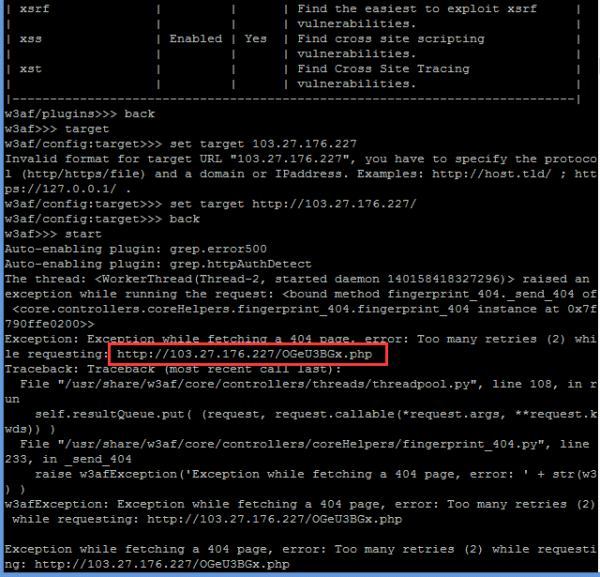 | xsrf | | | Find the easiest to exploit xsrf |
| | | | vulnerabilities. |
| xss | Enabled | Yes | Find cross site scripting |
| | | | vulnerabilities. |
| xst | | | Find Cross Site Tracing |
| | | | vulnerabilities. |
|---------------------------------------------------------------------------|
w3af/plugins>>> back
w3af>>> target
w3af/config:target>>> set target 103.27.176.227
Invalid format for target URL "103.27.176.227", you have to specify the protoco
l (http/https/file) and a domain or IPaddress. Examples: http://host.tld/ ; htt
ps://127.0.0.1/ .
w3af/config:target>>> set target http://103.27.176.227/
w3af/config:target>>> back
w3af>>> start
Auto-enabling plugin: grep.error500
Auto-enabling plugin: grep.httpAuthDetect
The thread: <WorkerThread(Thread-2, started daemon 140158418327296)> raised an
exception while running the request: <bound method fingerprint_404._send_404 of
<core.controllers.coreHelpers.fingerprint_404.fingerprint_404 instance at 0x7f
790ffe0200>>
Exception: Exception while fetching a 404 page, error: Too many retries (2) whi
le requesting: http://103.27.176.227/OGeU3BGx.php
Traceback: Traceback (most recent call last):
File "/usr/share/w3af/core/controllers/threads/threadpool.py", line 108, in r
un
self.resultQueue.put( (request, request.callable(*request.args, **request.k
wds)) )
File "/usr/share/w3af/core/controllers/coreHelpers/fingerprint_404.py", line
233, in _send_404
raise w3afException('Exception while fetching a 404 page, error: ' + str(w3
) )
w3afException: Exception while fetching a 404 page, error: Too many retries (2)
while requesting: http://103.27.176.227/OGeU3BGx.php
Exception while fetching a 404 page, error: Too many retries (2) while requesti
ng: http://103.27.176.227/OGeU3BGx.php